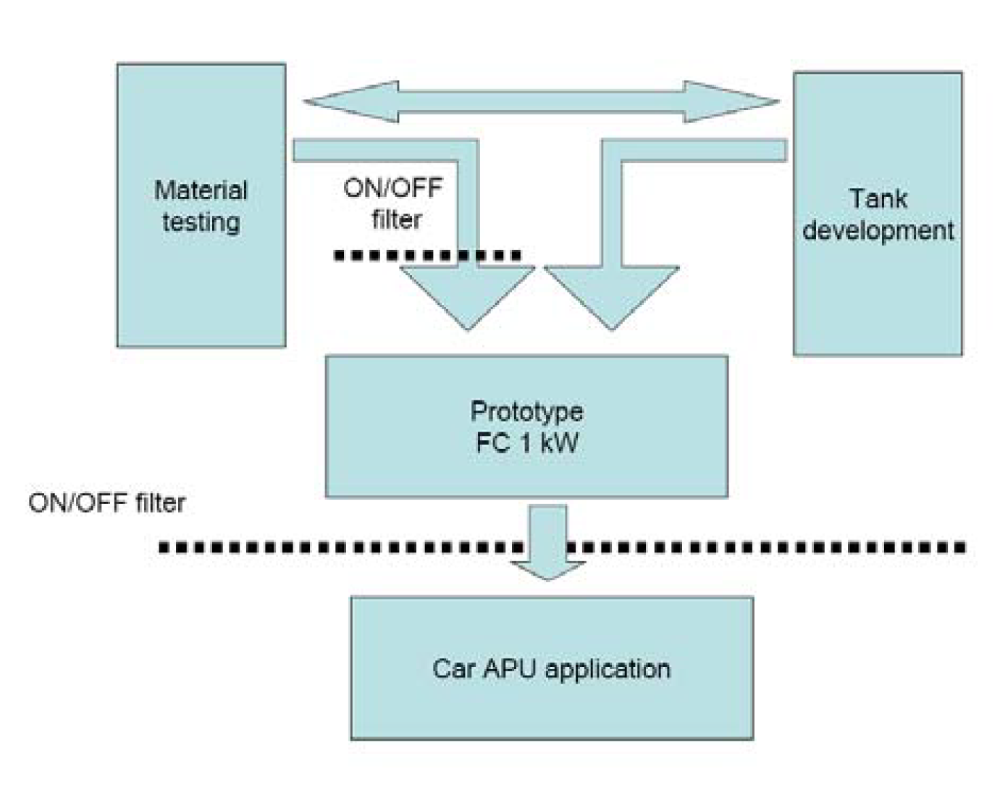 Material
testing
ON/OFF
filter
Tank
development
Prototype
FC 1 kW
ON/OFF filter
Car APU application